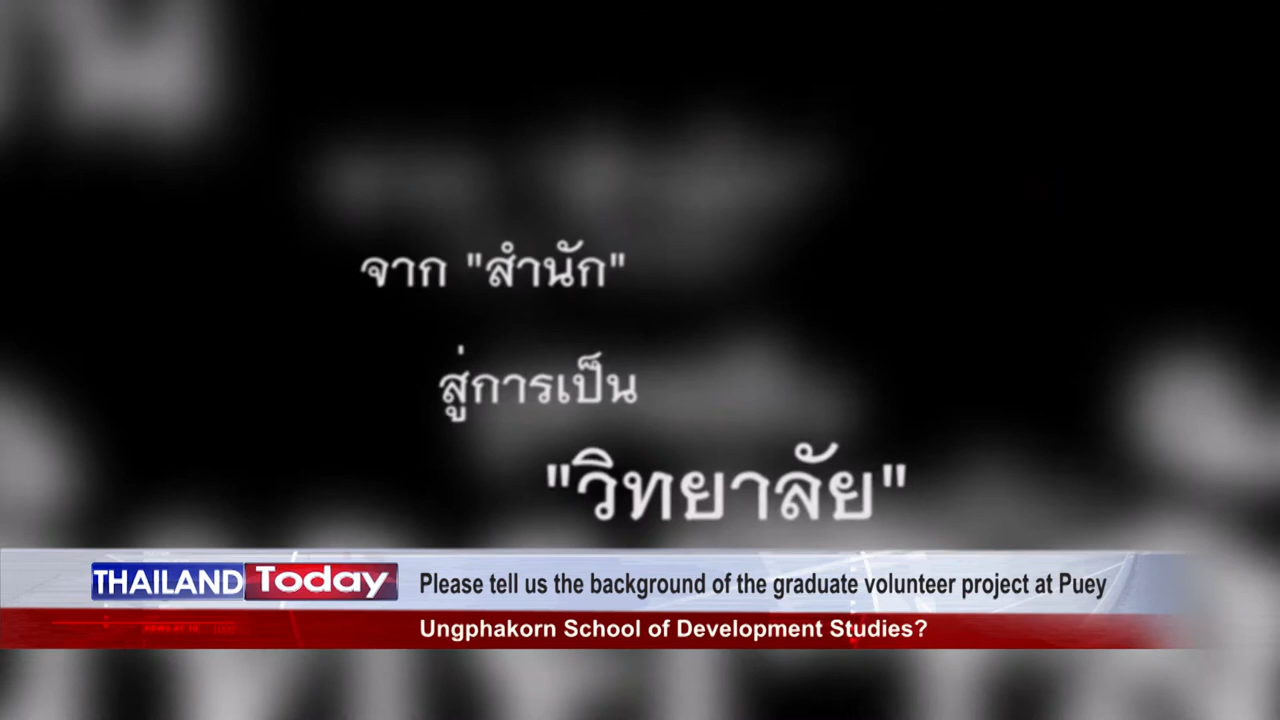 จาก "สำนัก"
สู่การเป็น
"วิทยาลัย"
THAILAND Today
Please tell us the background of the graduate volunteer project at Puey
Ungphakorn School of Development Studies?